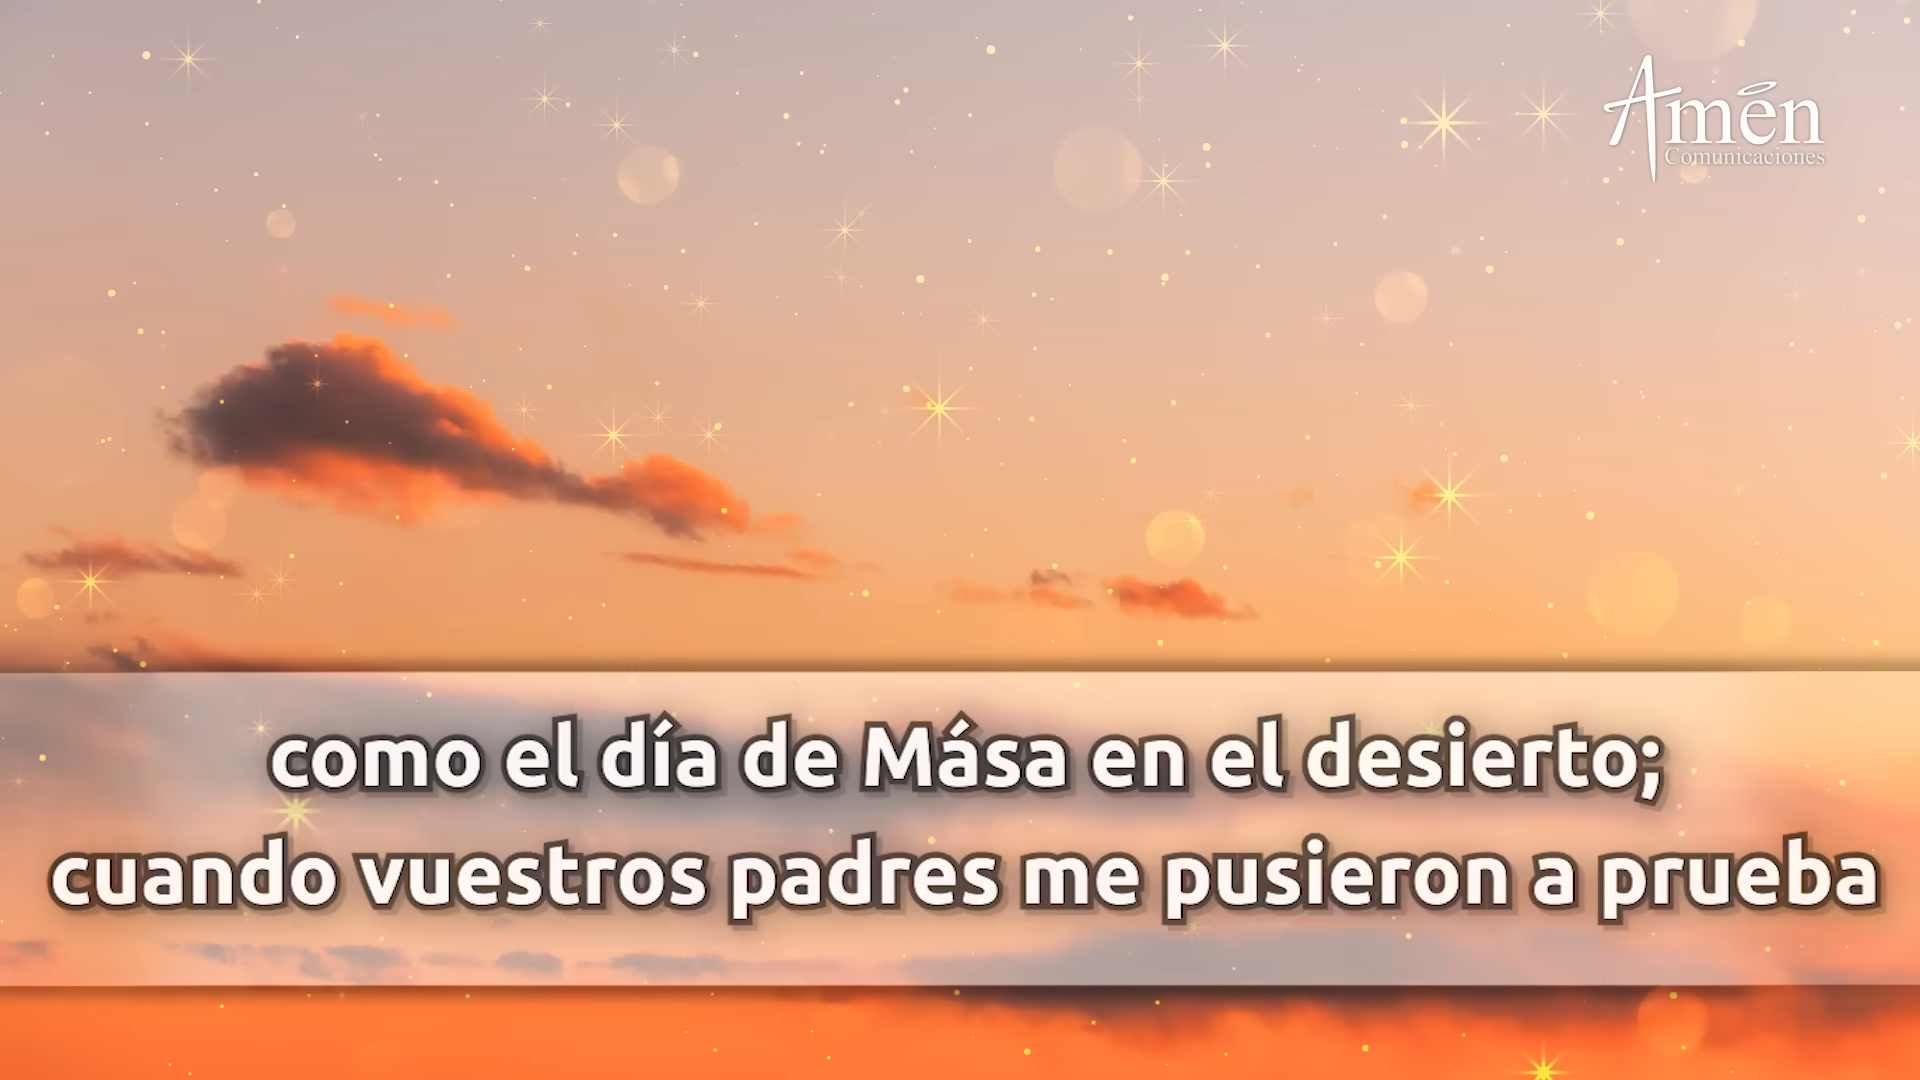 Amén
Comunicaciones
como el día de Mása en el desierto;
cuando vuestros padres me pusieron a prueba